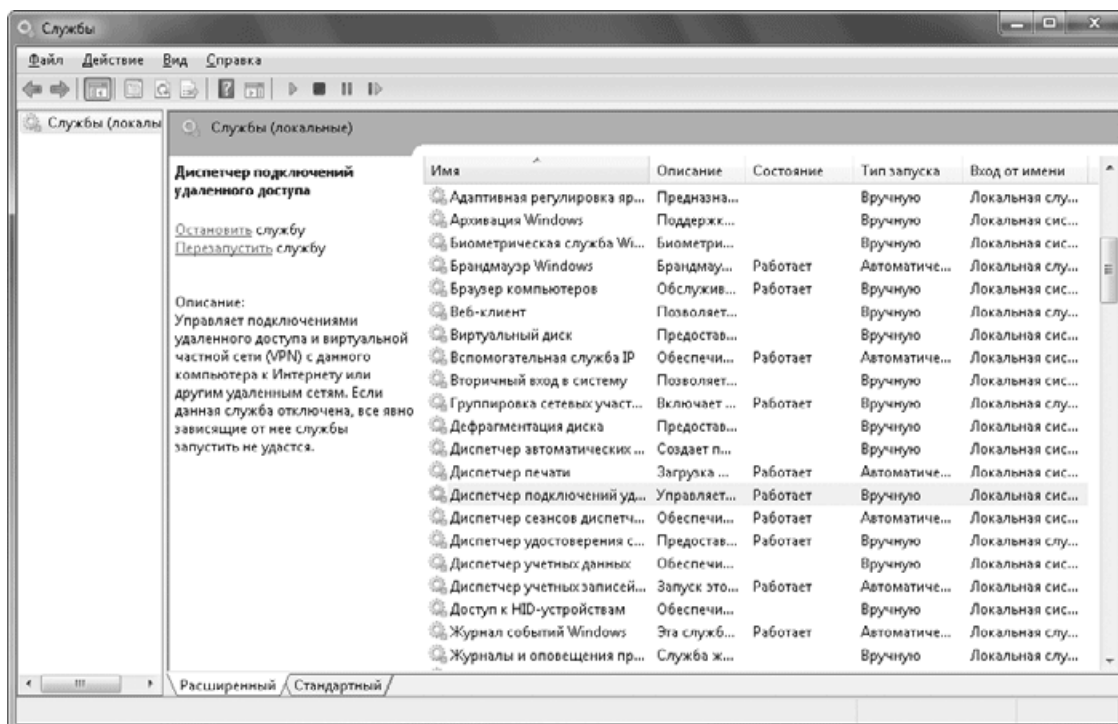 Службы
Файл Действие Вид Справка
Службы (локалы
Службы (локальные)
Диспетчер подключений
удаленного доступа
Остановить службу
Перезапустить службу
Описание:
Управляет подключениями
удаленного доступа и виртуальной
частной сети (VPN) с данного
компьютера к Интернету или
другим удаленным сетям. Если
данная служба отключена, все явно
зависящие от нее службы
запустить не удастся.
Имя Описание Состояние Тип запуска Вход от имени
Адаптивная регулировка яр... Предназна... Вручную Локальная слу...
Архивация Windows Поддержк... Вручную Локальная сис...
Биометрическая служба Wi... Биометри... Вручную Локальная сис...
Брандмауэр Windows Брандмау... Работает Автоматиче... Локальная слу...
Браузер компьютеров Обслужив... Работает Вручную Локальная сис...
Веб-клиент Позволяет... Вручную Локальная слу...
Виртуальный диск Предостав... Вручную Локальная сис...
Вспомогательная служба IP Обеспечи... Работает Автоматиче... Локальная сис...
Вторичный вход в систему Позволяет... Вручную Локальная сис...
Группировка сетевых участ... Включает ... Работает Вручную Локальная слу...
Дефрагментация диска Предостав... Вручную Локальная сис...
Диспетчер автоматических ... Создает п... Вручную Локальная сис...
Диспетчер печати Загрузка ... Работает Автоматиче... Локальная сис...
Диспетчер подключений уд... Управляет... Работает Вручную Локальная сис...
Диспетчер сеансов диспетч... Обеспечи... Работает Автоматиче... Локальная сис...
Диспетчер удостоверения с... Предостав... Работает Вручную Локальная слу...
Диспетчер учетных данных Обеспечи... Вручную Локальная сис...
Диспетчер учетных записей... Запуск это... Работает Автоматиче... Локальная сис...
Доступ к HID-устройствам Обеспечи... Вручную Локальная сис...
Журнал событий Windows Эта служб... Работает Автоматиче... Локальная слу...
Журналы и оповещения пр... Служба ж... Вручную Локальная слу...
Расширенный Стандартный